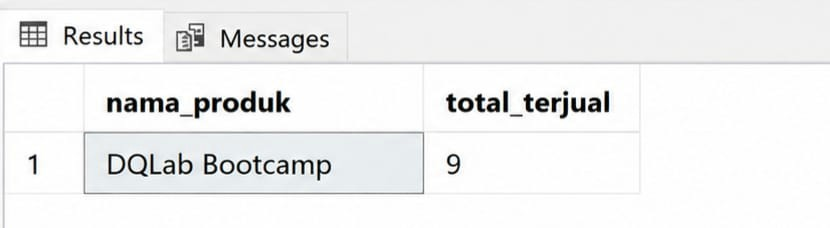 Results Messages
nama_produk total_terjual
1 DQLab Bootcamp 9